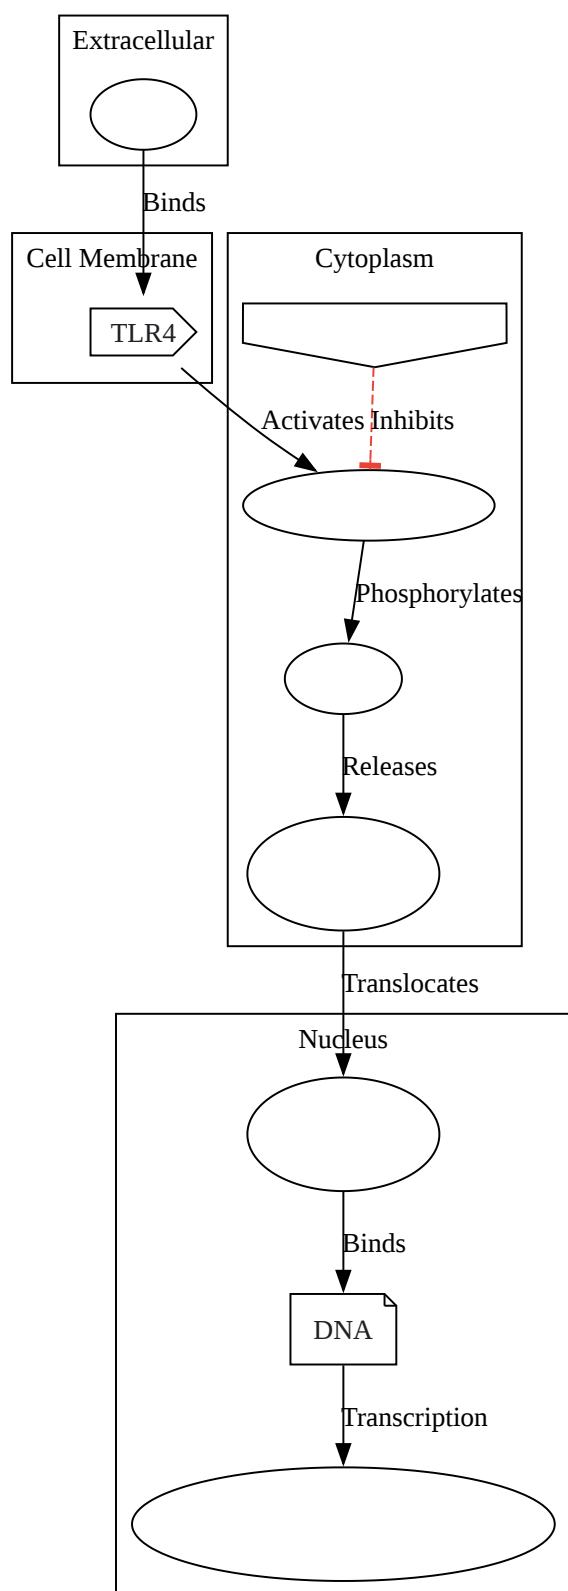 Extracellular
Binds
Cell Membrane
Cytoplasm
TLR4
Activates
Inhibits
Phosphorylates
Releases
Translocates
Nucleus
Binds
DNA
Transcription